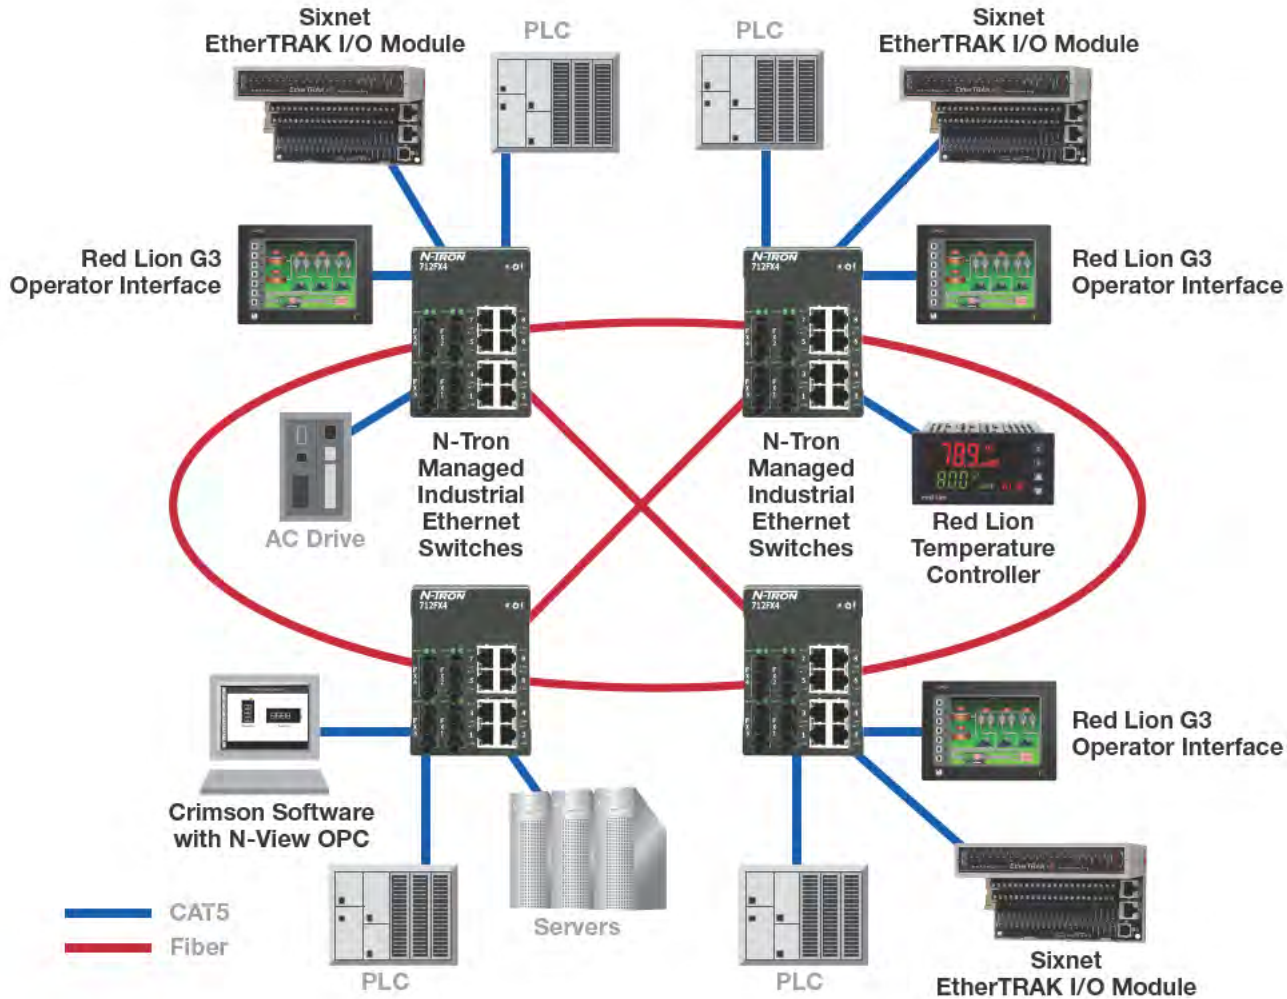 Sixnet
EtherTRAK I/O Module
PLC
PLC
Sixnet
EtherTRAK I/O Module
Red Lion G3
Operator Interface
N-TRON
712FX4
N-TRON
712FX4
Red Lion G3
Operator Interface
AC Drive
N-Tron
Managed
Industrial
Ethernet
Switches
N-Tron
Managed
Industrial
Ethernet
Switches
789
800
red lion
Red Lion
Temperature
Controller
N-TRON
712FX4
N-TRON
712FX4
Crimson Software
with N-View OPC
Red Lion G3
Operator Interface
CAT5
Fiber
PLC
Servers
PLC
Sixnet
EtherTRAK I/O Module